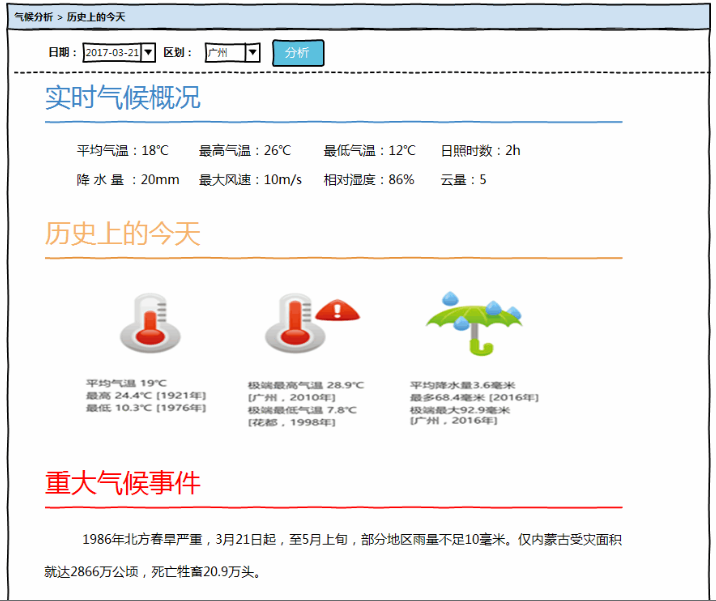 气候分析 > 历史上的今天
日期： 2017-03-21 区划： 广州 分析
实时气候概况
平均气温：18℃ 最高气温：26℃ 最低气温：12℃ 日照时数：2h
降 水 量 ：20mm 最大风速：10m/s 相对湿度：86% 云量：5
历史上的今天
平均气温 19℃
最高 24.4℃ [1921年]
最低 10.3℃ [1976年]
极端最高气温 28.9℃
[广州，2010年]
极端最低气温 7.8℃
[花都，1998年]
平均降水量3.6毫米
最多68.4毫米 [2016年]
极端最大92.9毫米
[广州，2016年]
重大气候事件
1986年北方春旱严重，3月21日起，至5月上旬，部分地区雨量不足10毫米。仅内蒙古受灾面积
就达2866万公顷，死亡牲畜20.9万头。